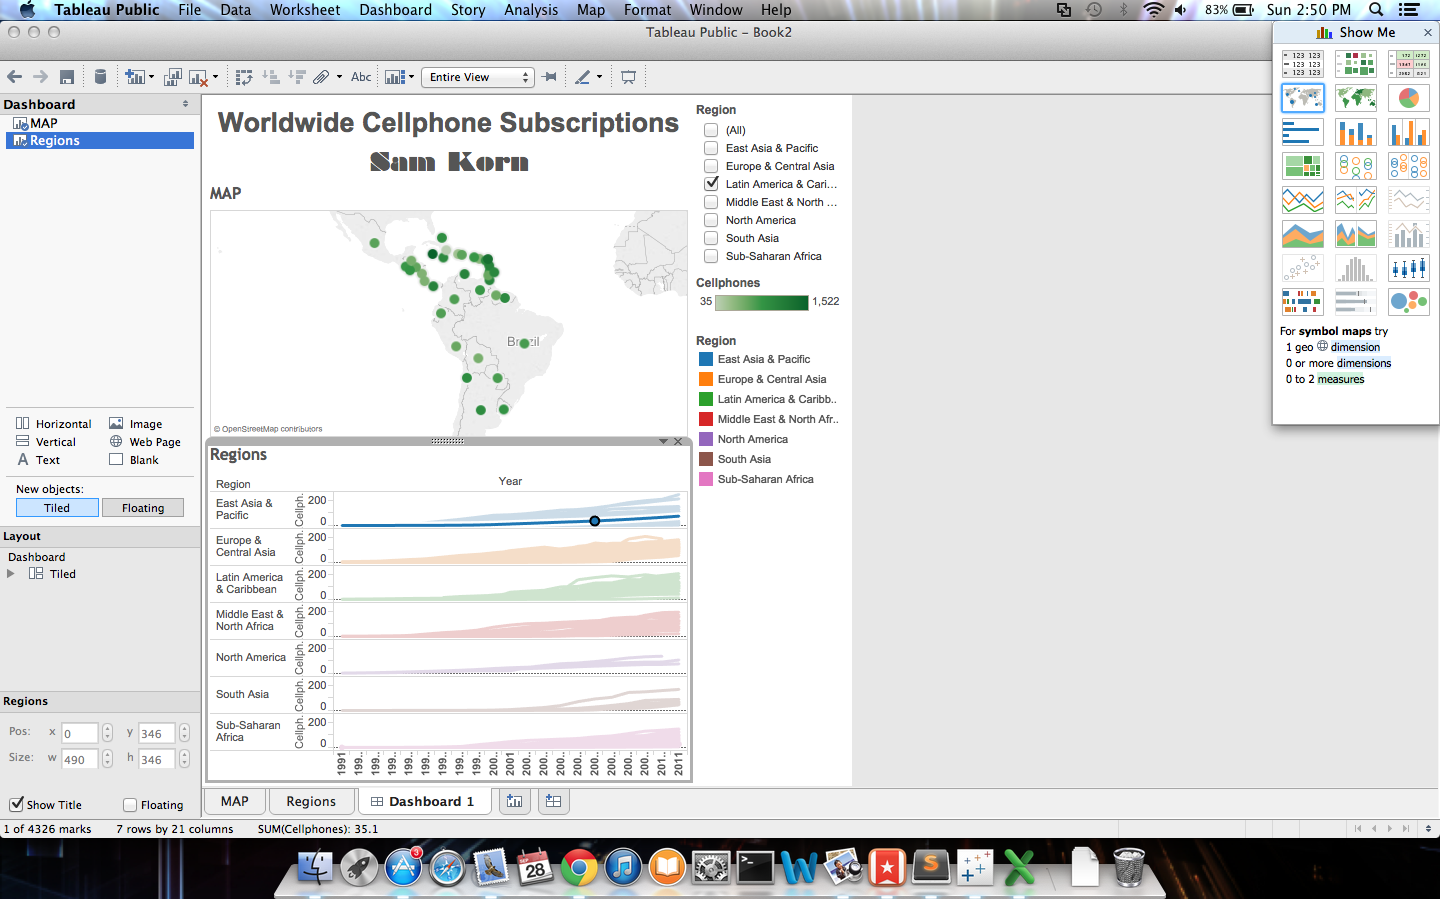 Tableau Public File Data Worksheet Dashboard Story Analysis Map Format Window Help 83% Sun 2:50 PM
Tableau Public - Book2
Show Me
Abc
Entire View
Dashboard
MAP
Regions
Horizontal
Image
Vertical
Web Page
A Text
Blank
New objects:
Tiled
Floating
Layout
Dashboard
Tiled
Regions
Pos: x 0 y 346
Size: w 490 h 346
Show Title
Floating
Worldwide Cellphone Subscriptions
Sam Korn
MAP
Brazil
© OpenStreetMap contributors
Regions
Region
Year
East Asia & Pacific
Cellph.
200
0
Europe & Central Asia
Cellph.
200
0
Latin America & Caribbean
Cellph.
200
0
Middle East & North Africa
Cellph.
200
0
North America
Cellph.
200
0
South Asia
Cellph.
200
0
Sub-Saharan Africa
Cellph.
200
0
1991 199.. 199.. 199.. 199.. 199.. 199.. 199.. 199.. 200.. 2001 200.. 200.. 200.. 200.. 200.. 200.. 200.. 200.. 201.. 2011
Region
(All)
East Asia & Pacific
Europe & Central Asia
Latin America & Cari...
Middle East & North ...
North America
South Asia
Sub-Saharan Africa
Cellphones
35
1,522
Region
East Asia & Pacific
Europe & Central Asia
Latin America & Caribb..
Middle East & North Afr..
North America
South Asia
Sub-Saharan Africa
For symbol maps try
1 geo dimension
0 or more dimensions
0 to 2 measures
MAP
Regions
Dashboard 1
1 of 4326 marks
7 rows by 21 columns
SUM(Cellphones): 35.1
3
SEP
28